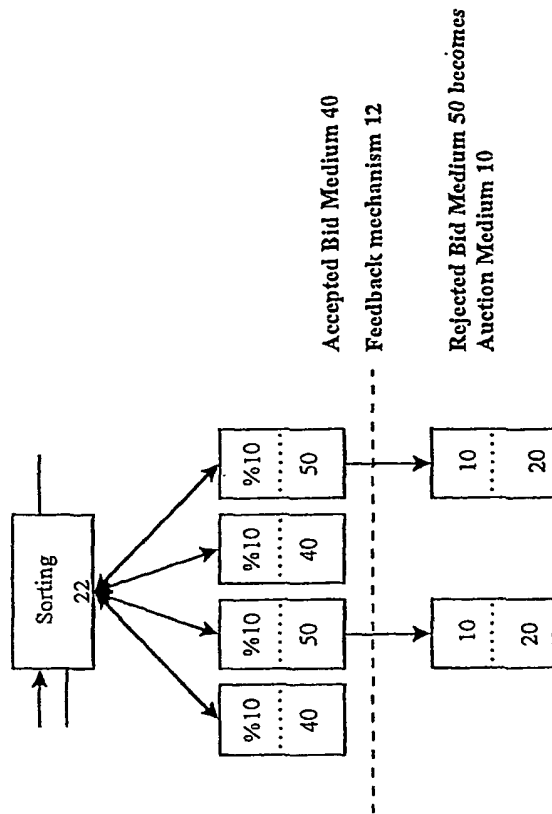 Sorting
22
%10
40
%10
50
%10
40
%10
50
Accepted Bid Medium 40
Feedback mechanism 12
10
20
10
20
Rejected Bid Medium 50 becomes
Auction Medium 10